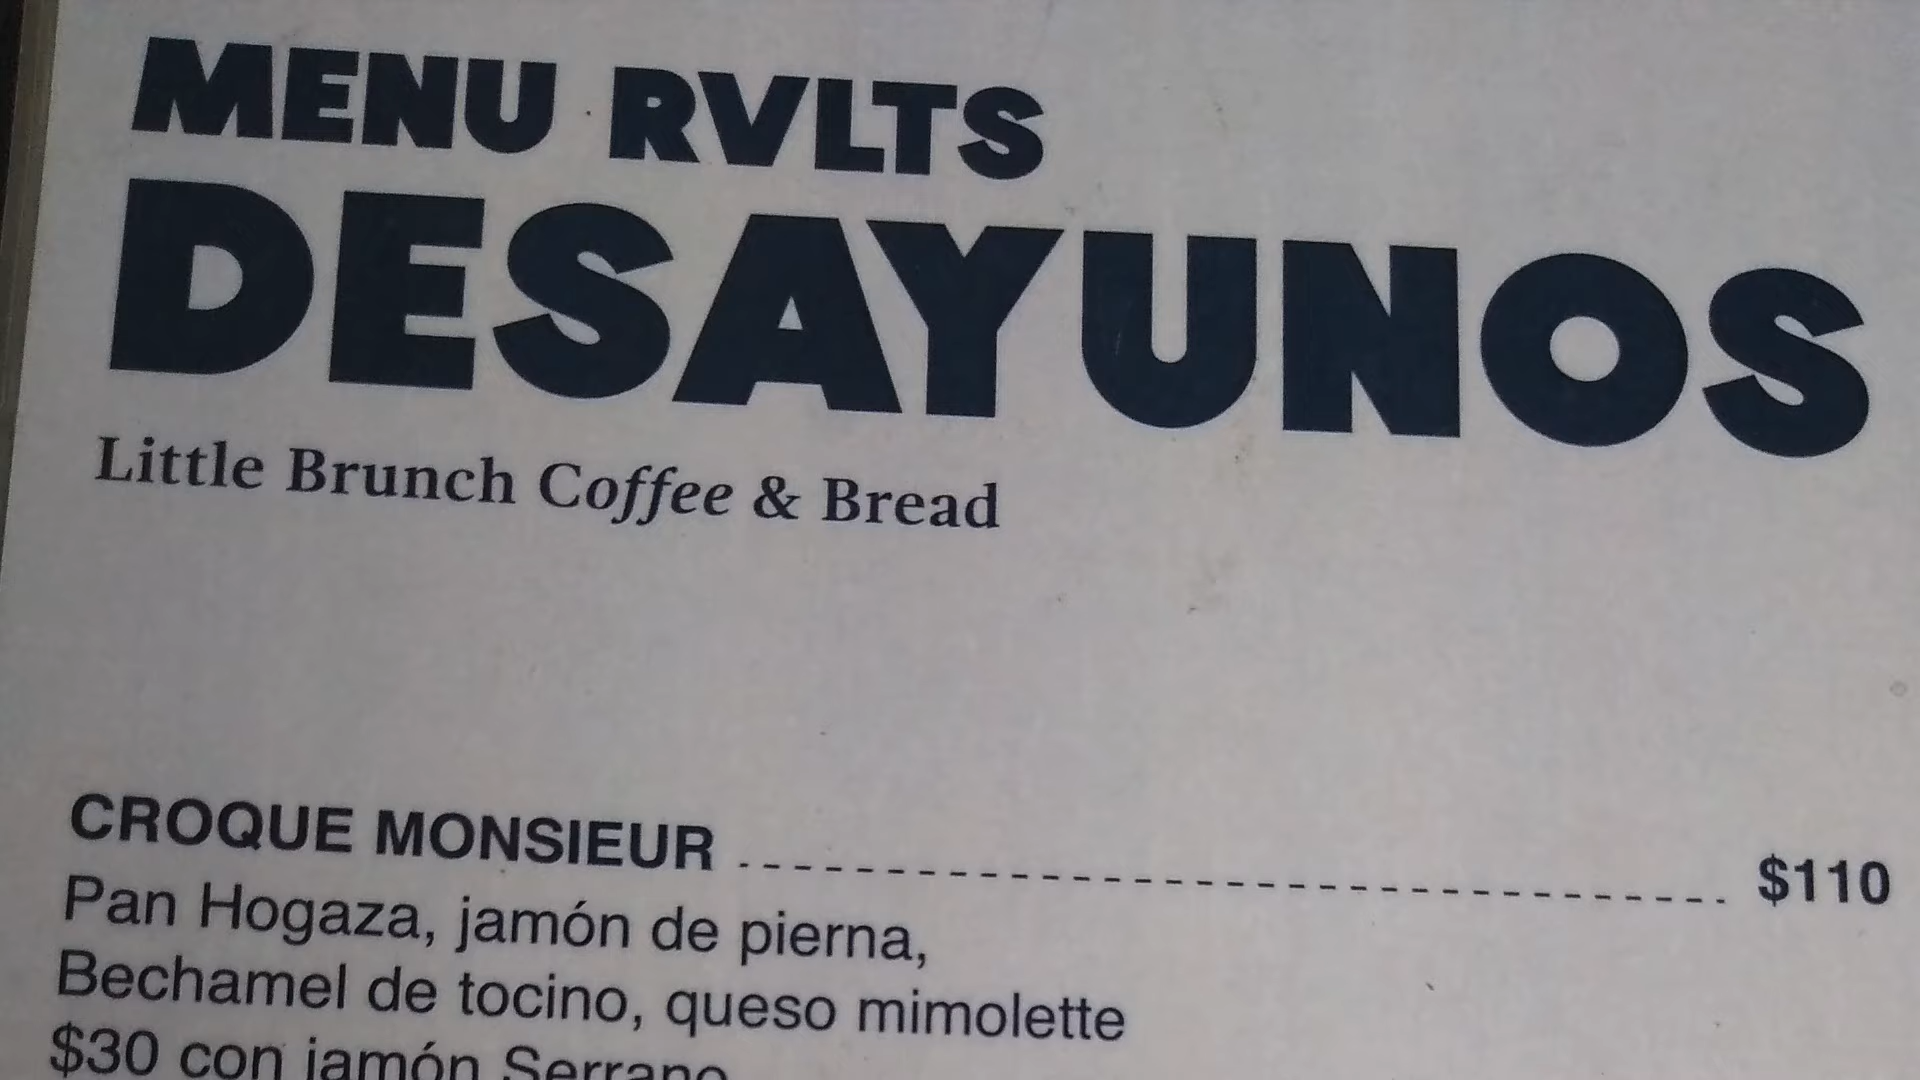 MENU RVLTS
DESAYUNOS
Little Brunch Coffee & Bread
CROQUE MONSIEUR $110
Pan Hogaza, jamón de pierna,
Bechamel de tocino, queso mimolette
$30 con jamón Serrano